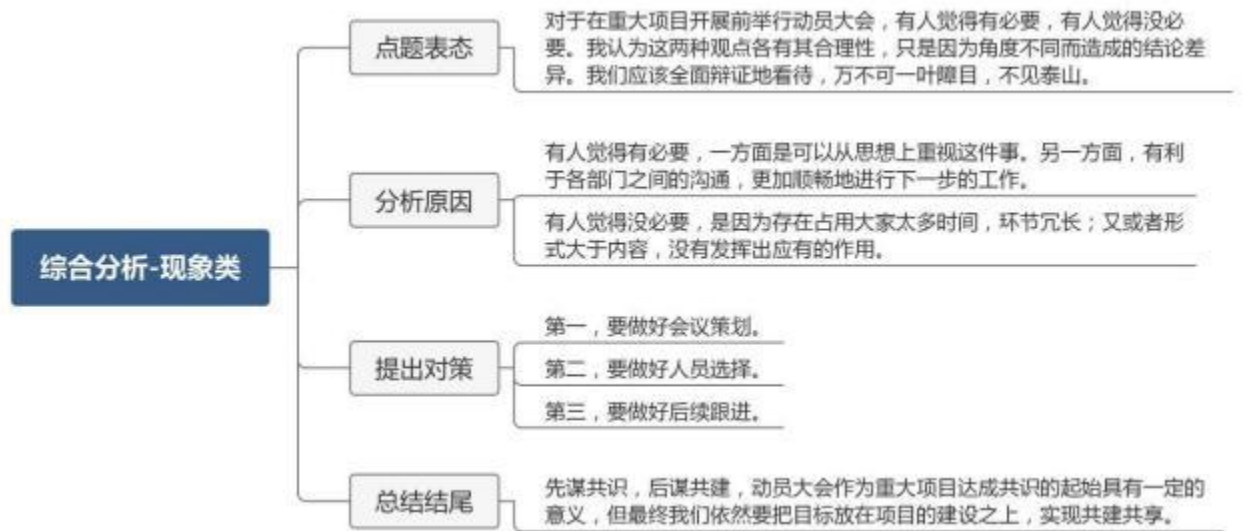 综合分析-现象类
点题表态
对于在重大项目开展前举行动员大会，有人觉得有必要，有人觉得没必
要。我认为这两种观点各有其合理性，只是因为角度不同而造成的结论差
异。我们应该全面辩证地看待，万不可一叶障目，不见泰山。
分析原因
有人觉得有必要，一方面是可以从思想上重视这件事。另一方面，有利
于各部门之间的沟通，更加顺畅地进行下一步的工作。
有人觉得没必要，是因为存在占用大家太多时间，环节冗长；又或者形
式大于内容，没有发挥出应有的作用。
提出对策
第一，要做好会议策划。
第二，要做好人员选择。
第三，要做好后续跟进。
总结结尾
先谋共识，后谋共建，动员大会作为重大项目达成共识的起始具有一定的
意义，但最终我们依然要把目标放在项目的建设之上，实现共建共享。